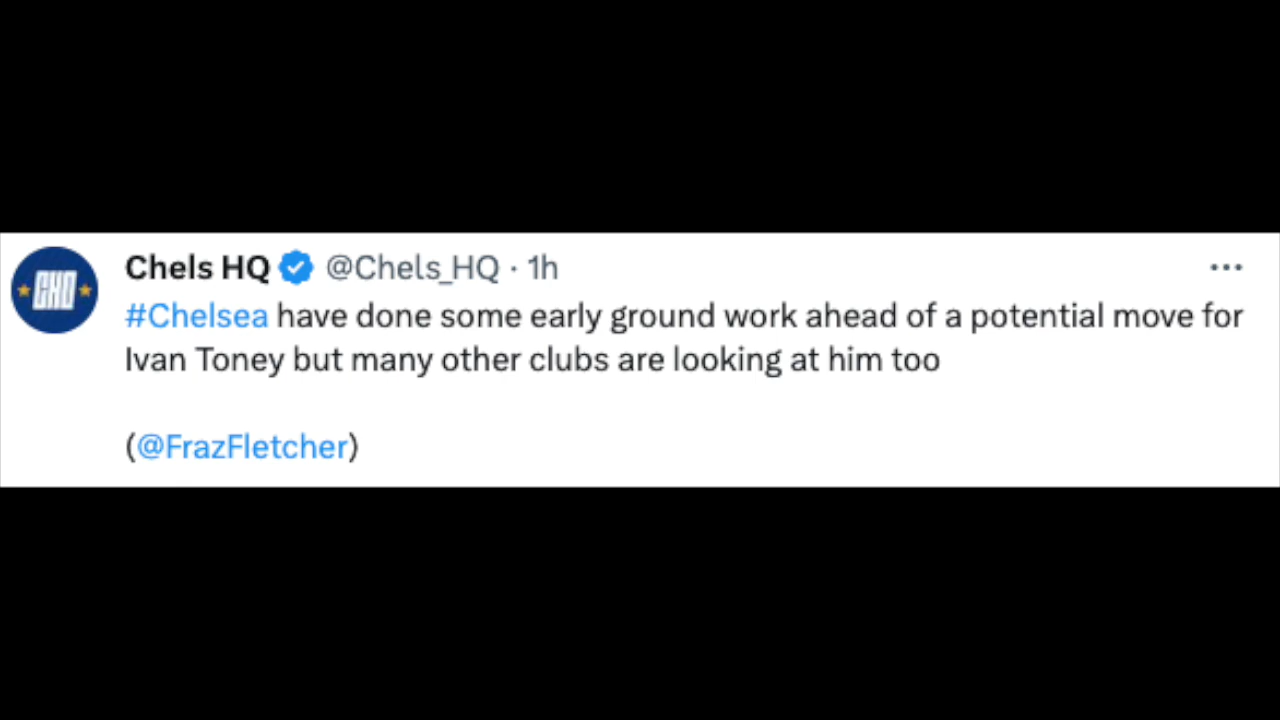 CHQ
Chels HQ @Chels_HQ · 1h
#Chelsea have done some early ground work ahead of a potential move for
Ivan Toney but many other clubs are looking at him too
(@FrazFletcher)